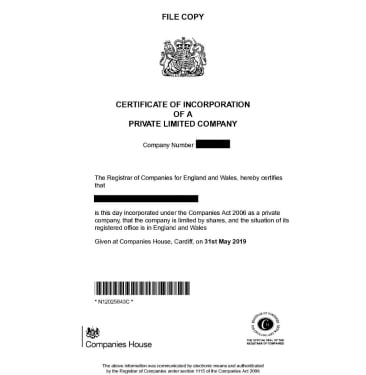 FILE COPY
CERTIFICATE OF INCORPORATION
OF A
PRIVATE LIMITED COMPANY
Company Number
The Registrar of Companies for England and Wales, hereby certifies
that
is this day incorporated under the Companies Act 2006 as a private
company, that the company is limited by shares, and the situation of its
registered office is in England and Wales
Given at Companies House, Cardiff, on 31st May 2019
Companies House
THE OFFICIAL SEAL OF THE
REGISTRAR OF COMPANIES
The above information was communicated by electronic means and authenticated
by the Registrar of Companies under section 1115 of the Companies Act 2006